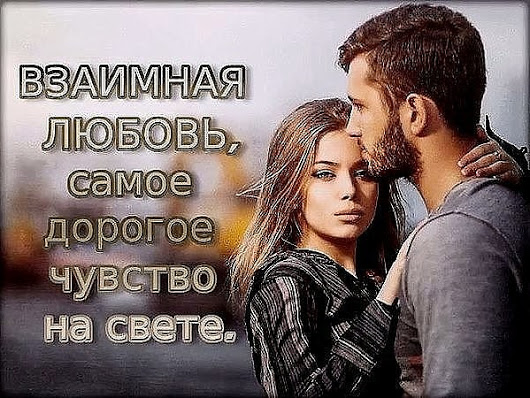 ВЗАИМНАЯ
ЛЮБОВЬ,
самое
дорогое
чувство
на свете.